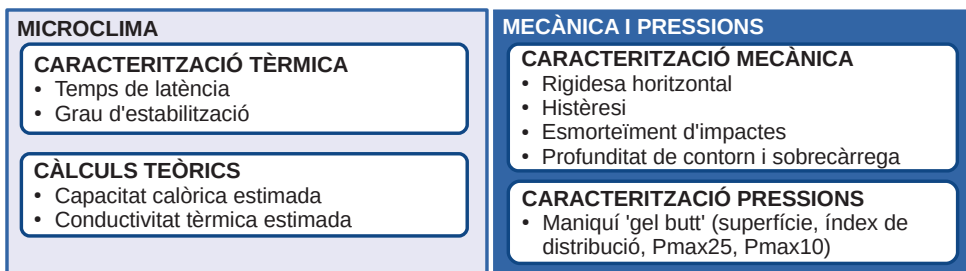 MICROCLIMA
CARACTERITZACIÓ TÈRMICA
• Temps de latència
• Grau d'estabilització
CÀLCULS TEÒRICS
• Capacitat calòrica estimada
• Conductivitat tèrmica estimada
MECÀNICA I PRESSIONS
CARACTERITZACIÓ MECÀNICA
• Rigidesa horitzontal
• Histèresi
• Esmorteïment d'impactes
• Profunditat de contorn i sobrecàrrega
CARACTERITZACIÓ PRESSIONS
• Maniquí 'gel butt' (superfície, índex de
distribució, Pmax25, Pmax10)